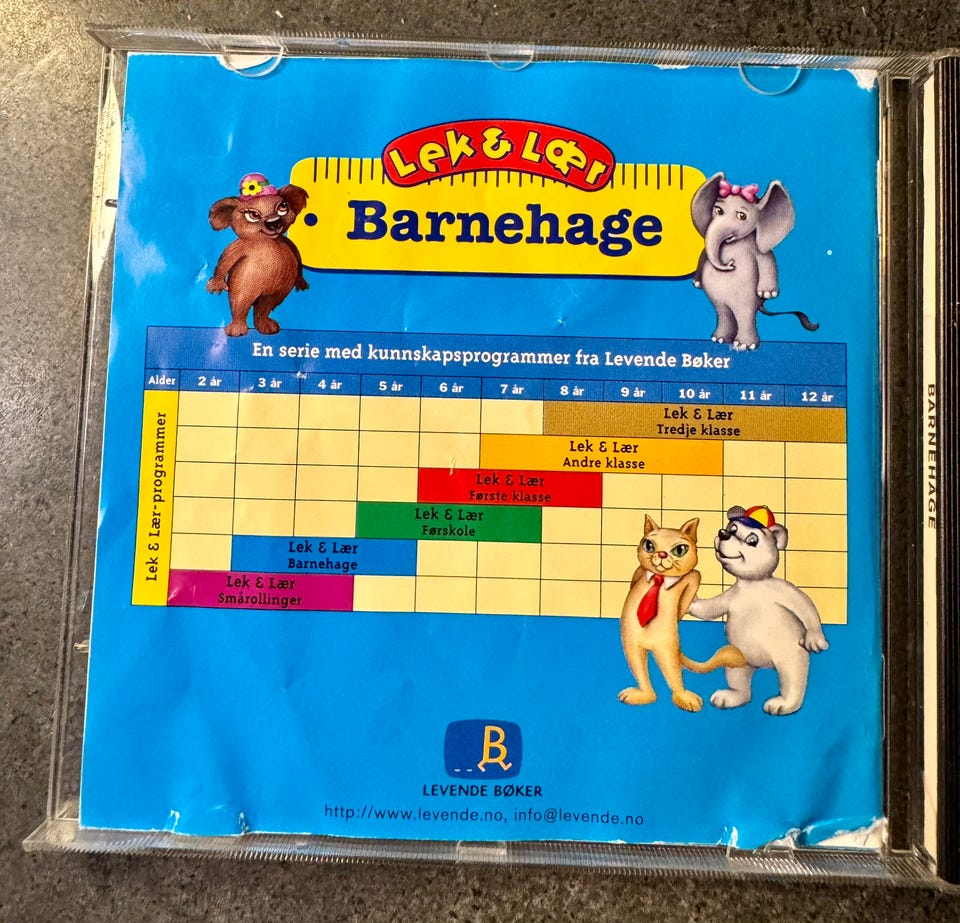 Lek & Lær
Barnehage
En serie med kunnskapsprogrammer fra Levende Bøker
Alder 2 år 3 år 4 år 5 år 6 år 7 år 8 år 9 år 10 år 11 år 12 år
Lek & Lær-programmer
Lek & Lær
Tredje klasse
Lek & Lær
Andre klasse
Lek & Lær
Første klasse
Lek & Lær
Førskole
Lek & Lær
Barnehage
Lek & Lær
Smårollinger
B
LEVENDE BØKER
http://www.levende.no, info@levende.no
BARNEHAGE